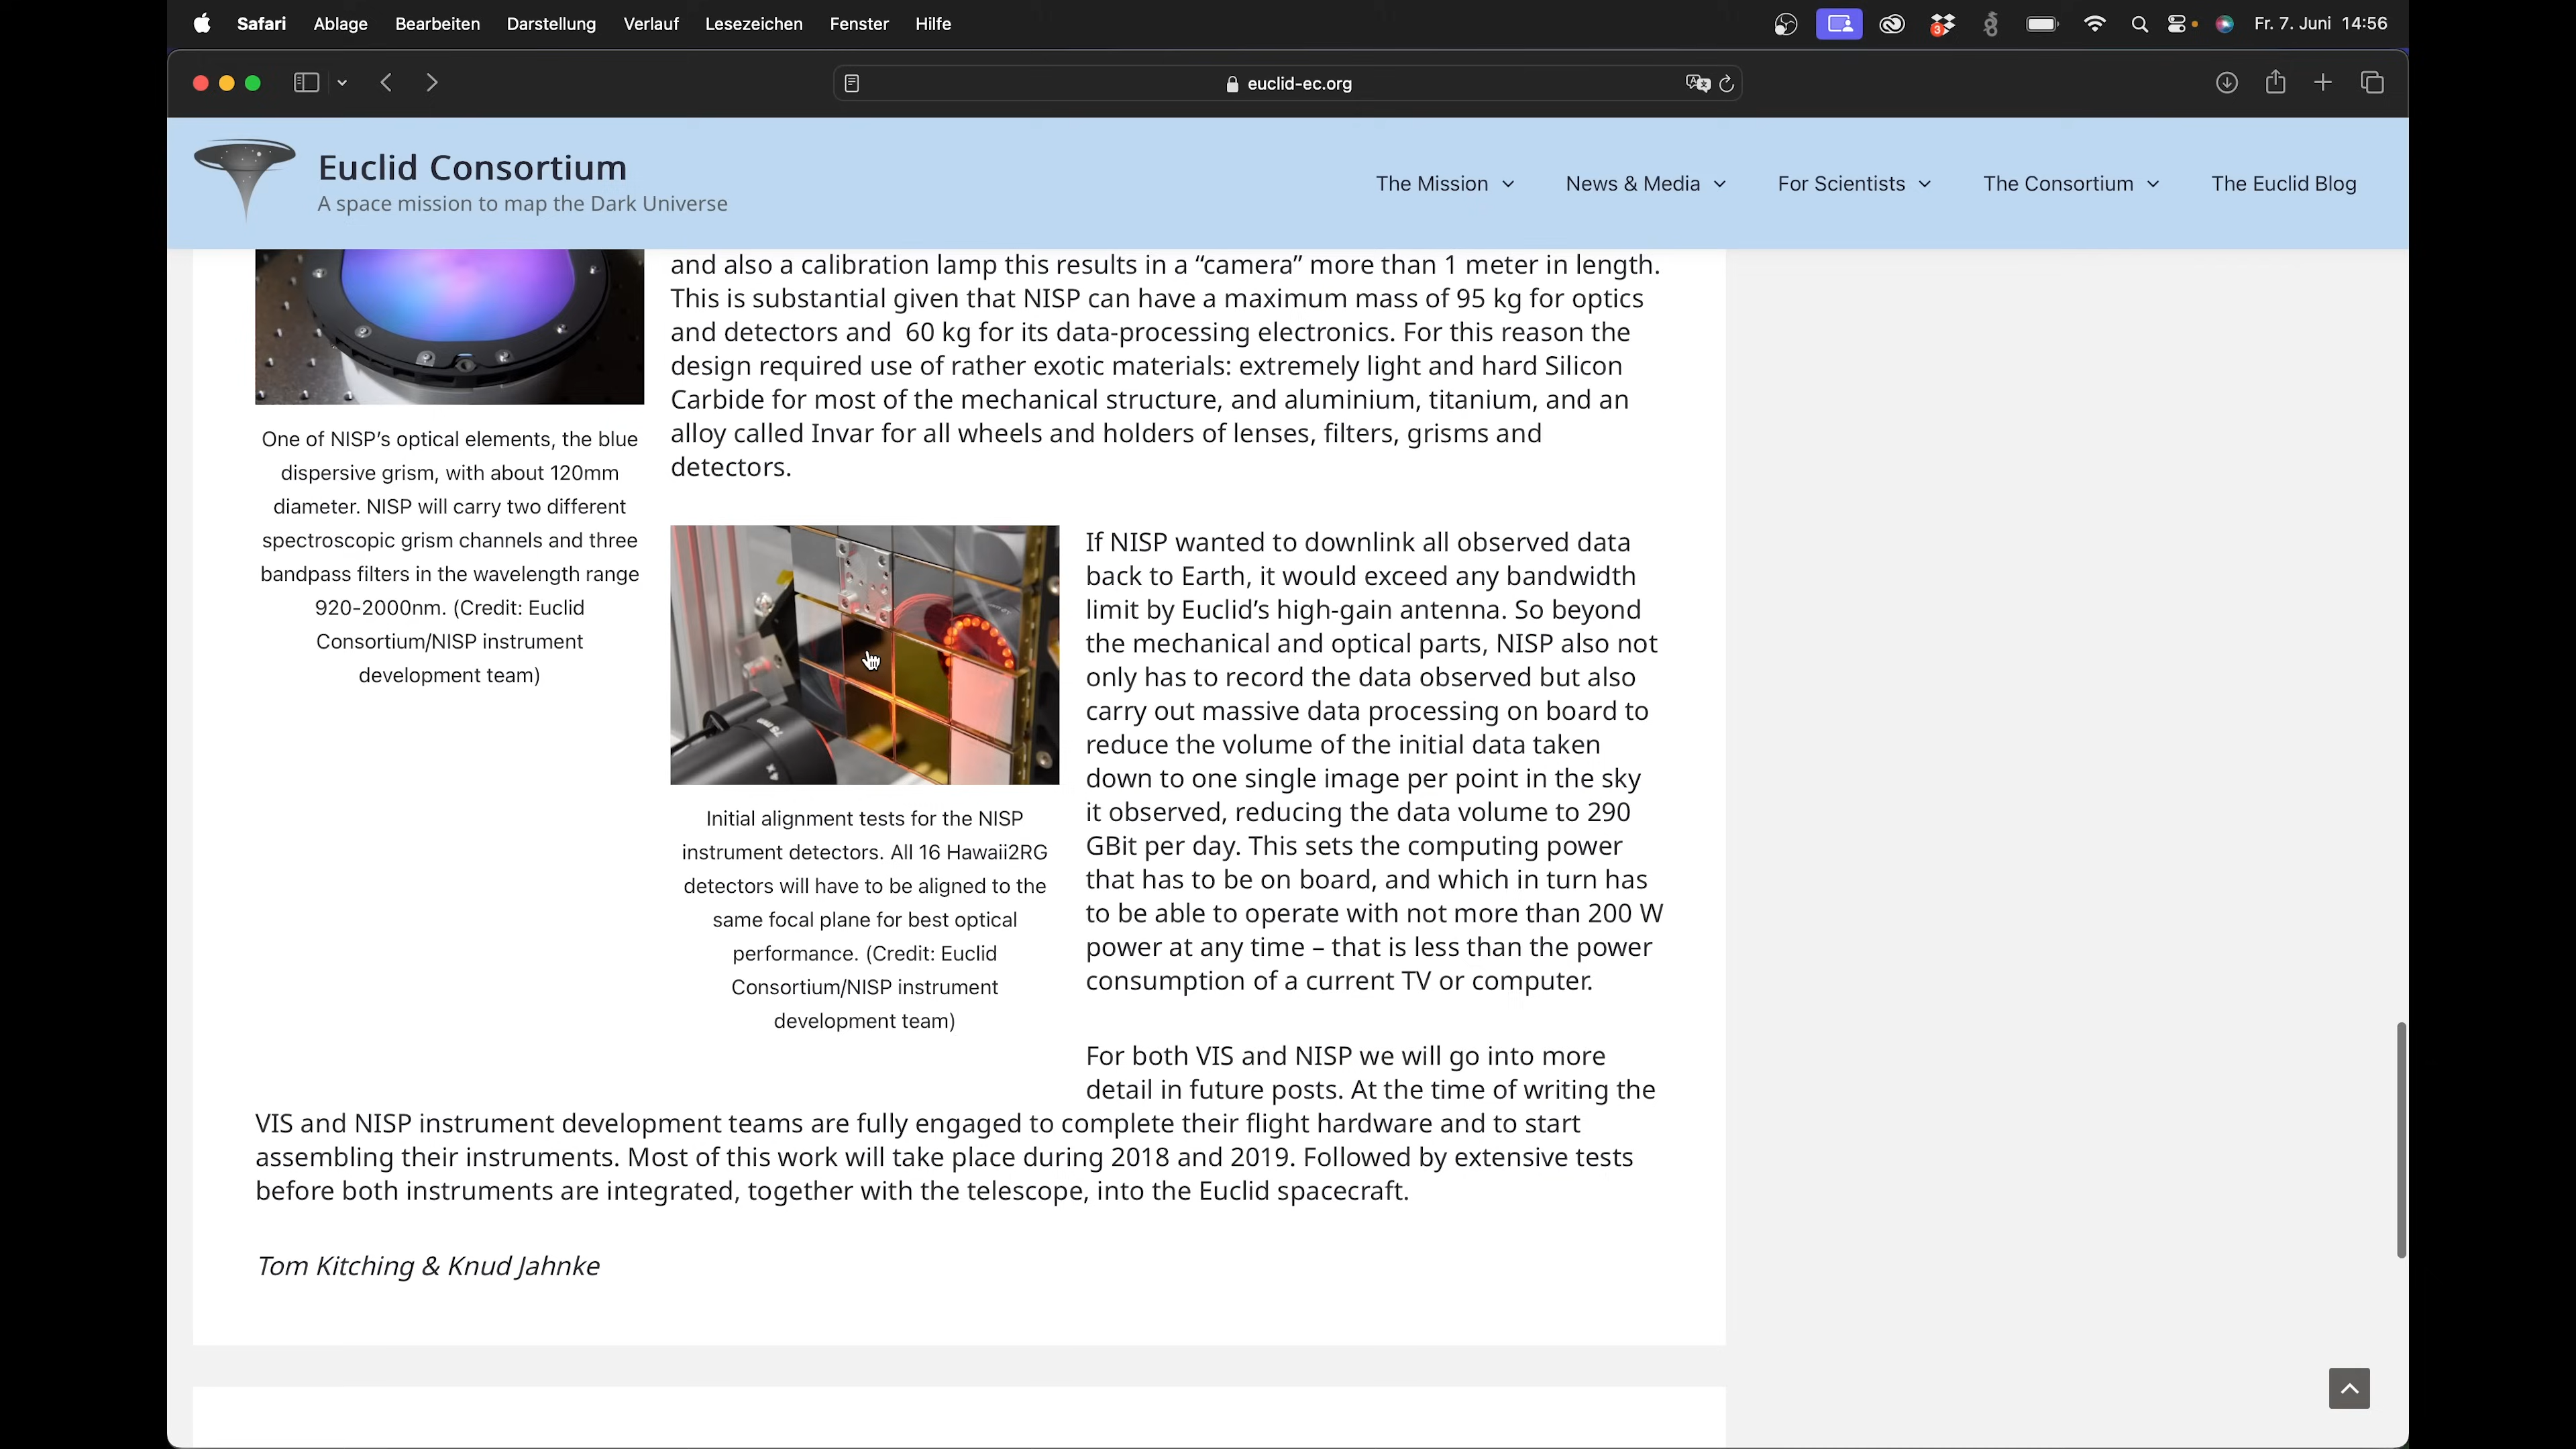 Safari Ablage Bearbeiten Darstellung Verlauf Lesezeichen Fenster Hilfe
3
Fr. 7. Juni 14:56
euclid-ec.org
Euclid Consortium
A space mission to map the Dark Universe
The Mission
News & Media
For Scientists
The Consortium
The Euclid Blog
and also a calibration lamp this results in a “camera” more than 1 meter in length.
This is substantial given that NISP can have a maximum mass of 95 kg for optics
and detectors and 60 kg for its data-processing electronics. For this reason the
design required use of rather exotic materials: extremely light and hard Silicon
Carbide for most of the mechanical structure, and aluminium, titanium, and an
alloy called Invar for all wheels and holders of lenses, filters, grisms and
detectors.
One of NISP’s optical elements, the blue
dispersive grism, with about 120mm
diameter. NISP will carry two different
spectroscopic grism channels and three
bandpass filters in the wavelength range
920-2000nm. (Credit: Euclid
Consortium/NISP instrument
development team)
Initial alignment tests for the NISP
instrument detectors. All 16 Hawaii2RG
detectors will have to be aligned to the
same focal plane for best optical
performance. (Credit: Euclid
Consortium/NISP instrument
development team)
If NISP wanted to downlink all observed data
back to Earth, it would exceed any bandwidth
limit by Euclid’s high-gain antenna. So beyond
the mechanical and optical parts, NISP also not
only has to record the data observed but also
carry out massive data processing on board to
reduce the volume of the initial data taken
down to one single image per point in the sky
it observed, reducing the data volume to 290
GBit per day. This sets the computing power
that has to be on board, and which in turn has
to be able to operate with not more than 200 W
power at any time – that is less than the power
consumption of a current TV or computer.
For both VIS and NISP we will go into more
detail in future posts. At the time of writing the
VIS and NISP instrument development teams are fully engaged to complete their flight hardware and to start
assembling their instruments. Most of this work will take place during 2018 and 2019. Followed by extensive tests
before both instruments are integrated, together with the telescope, into the Euclid spacecraft.
Tom Kitching & Knud Jahnke